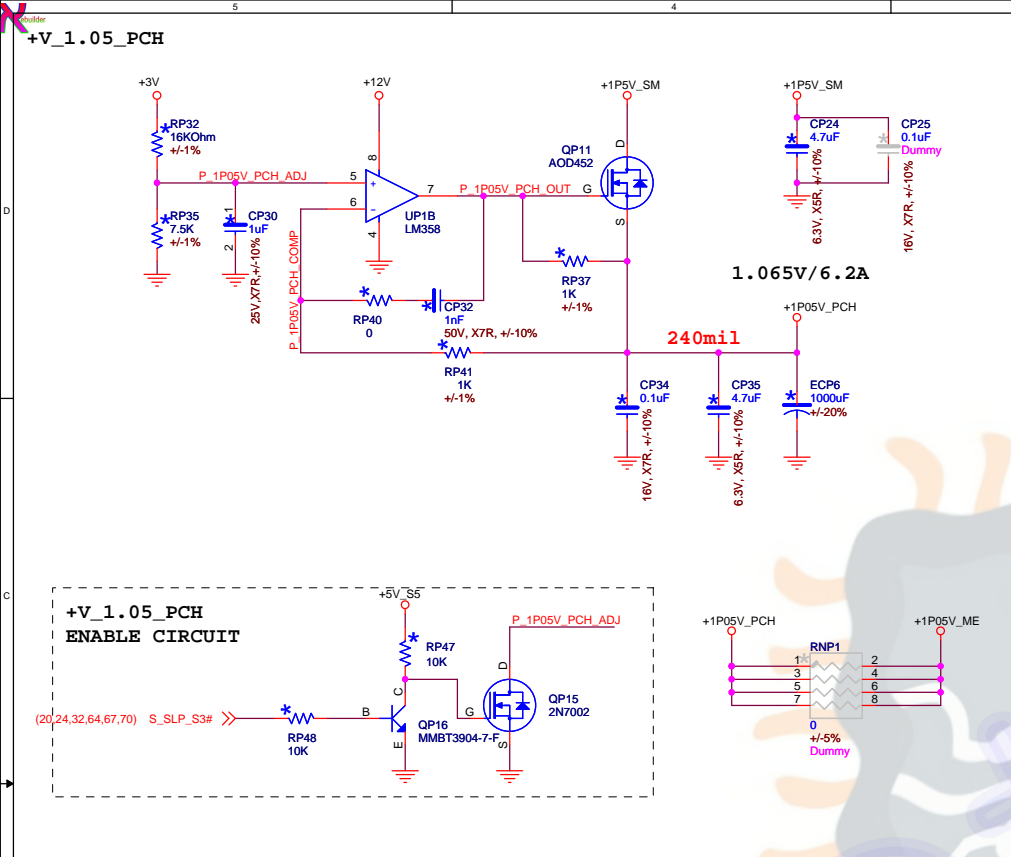 5
4
ebuilder
+V_1.05_PCH
+3V
+12V
+1P5V_SM
+1P5V_SM
RP32
16KOhm
+/-1%
CP24
4.7uF
6.3V, X5R, +/-10%
CP25
0.1uF
Dummy
16V, X7R, +/-10%
D
QP11
AOD452
D
G
S
8
P_1P05V_PCH_ADJ
5
+
6
-
7
P_1P05V_PCH_OUT
4
UP1B
LM358
D
RP35
7.5K
+/-1%
1
CP30
1uF
2
25V,X7R,+/-10%
P_1P05V_PCH_COMP
RP37
1K
+/-1%
1.065V/6.2A
RP40
0
CP32
1nF
50V, X7R, +/-10%
+1P05V_PCH
240mil
RP41
1K
+/-1%
CP34
0.1uF
16V, X7R, +/-10%
CP35
4.7uF
6.3V, X5R, +/-10%
ECP6
1000uF
+/-20%
C
+V_1.05_PCH
ENABLE CIRCUIT
+5V_S5
RP47
10K
P_1P05V_PCH_ADJ
D
G
S
QP15
2N7002
C
B
E
QP16
MMBT3904-7-F
(20,24,32,64,67,70) S_SLP_S3#
RP48
10K
+1P05V_PCH
+1P05V_ME
RNP1
1
2
3
4
5
6
7
8
0
+/-5%
Dummy